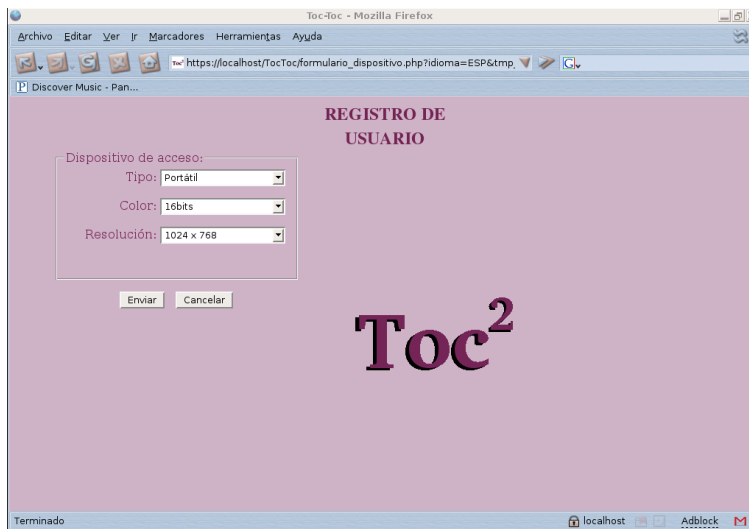 Toc-Toc - Mozilla Firefox
Archivo Editar Ver Ir Marcadores Herramientas Ayuda
Toc² https://localhost/TocToc/formulario_dispositivo.php?idioma=ESP&tmp_ G
P Discover Music - Pan...
REGISTRO DE
USUARIO
Dispositivo de acceso:
Tipo: Portátil
Color: 16bits
Resolución: 1024 x 768
Enviar Cancelar
Toc²
Terminado localhost Adblock M